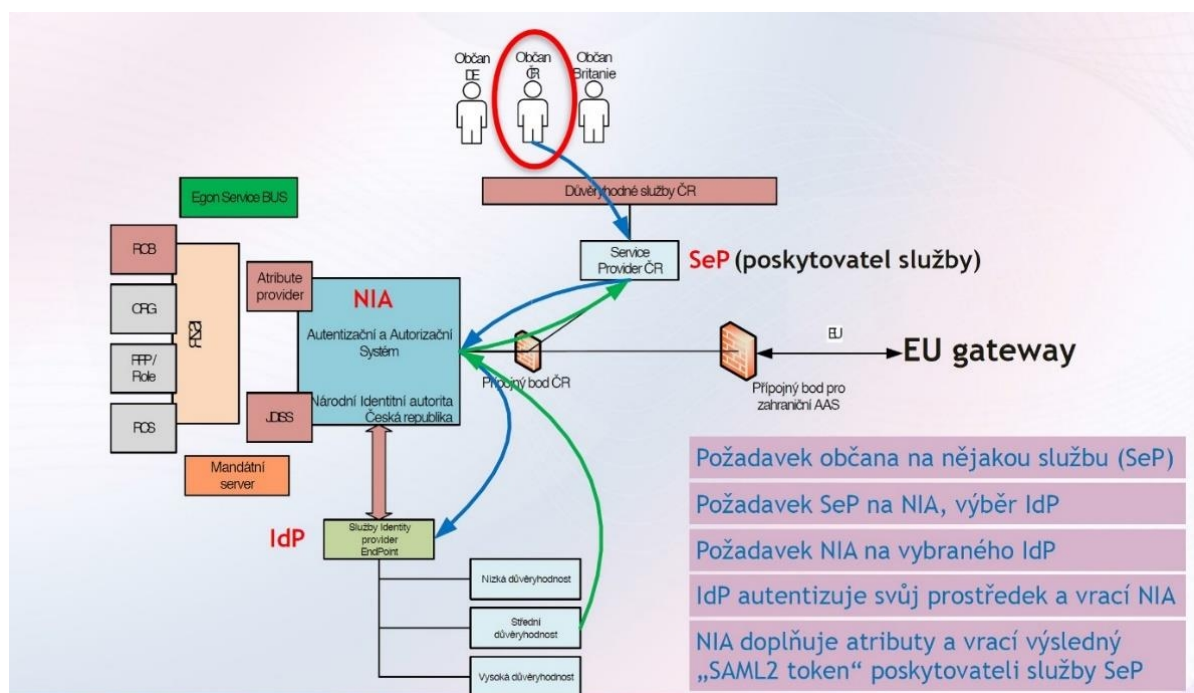 Občan
DE
Občan
ČR
Občan
Britanie
Důvěryhodné služby ČR
Egon Service BUS
Service
Provider ČR
SeP (poskytovatel služby)
ROB
ORG
PPP /
Role
ROS
Atribute
provider
NIA
Autentizační a Autorizační
Systém
Národní Identitní autorita
Česká republika
JDISS
Přípojný bod ČR
EU
EU gateway
Přípojný bod pro
zahraniční AAS
Mandátní
server
IdP
Služby Identity
provider
EndPoint
Nízká důvěryhodnost
Střední
důvěryhodnost
Vysoká důvěryhodnost
Požadavek občana na nějakou službu (SeP)
Požadavek SeP na NIA, výběr IdP
Požadavek NIA na vybraného IdP
IdP autentizuje svůj prostředek a vrací NIA
NIA doplňuje atributy a vrací výsledný
„SAML2 token“ poskytovateli služby SeP